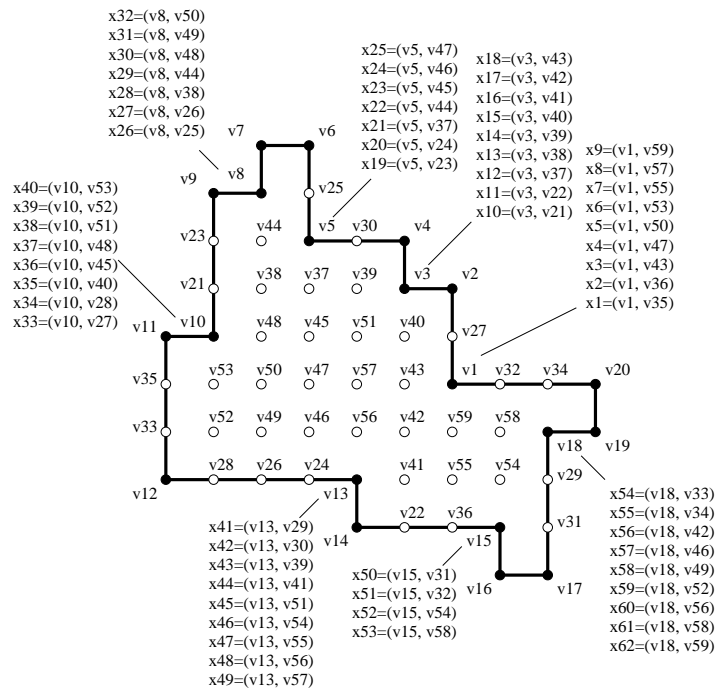 x32=(v8, v50)
x31=(v8, v49)
x30=(v8, v48)
x29=(v8, v44)
x28=(v8, v38)
x27=(v8, v26)
x26=(v8, v25)
x25=(v5, v47)
x24=(v5, v46)
x23=(v5, v45)
x22=(v5, v44)
x21=(v5, v37)
x20=(v5, v24)
x19=(v5, v23)
x18=(v3, v43)
x17=(v3, v42)
x16=(v3, v41)
x15=(v3, v40)
x14=(v3, v39)
x13=(v3, v38)
x12=(v3, v37)
x11=(v3, v22)
x10=(v3, v21)
x9=(v1, v59)
x8=(v1, v57)
x7=(v1, v55)
x6=(v1, v53)
x5=(v1, v50)
x4=(v1, v47)
x3=(v1, v43)
x2=(v1, v36)
x1=(v1, v35)
x40=(v10, v53)
x39=(v10, v52)
x38=(v10, v51)
x37=(v10, v48)
x36=(v10, v45)
x35=(v10, v40)
x34=(v10, v28)
x33=(v10, v27)
v7 v6
v9 v8 v25
v23 v44 v5 v30 v4
v21 v38 v37 v39 v3 v2
v11 v10 v48 v45 v51 v40 v27
v35 v53 v50 v47 v57 v43 v1 v32 v34 v20
v33 v52 v49 v46 v56 v42 v59 v58 v18 v19
v12 v28 v26 v24 v13 v41 v55 v54 v29
v14 v22 v36 v15 v31
v16 v17
x41=(v13, v29)
x42=(v13, v30)
x43=(v13, v39)
x44=(v13, v41)
x45=(v13, v51)
x46=(v13, v54)
x47=(v13, v55)
x48=(v13, v56)
x49=(v13, v57)
x50=(v15, v31)
x51=(v15, v32)
x52=(v15, v54)
x53=(v15, v58)
x54=(v18, v33)
x55=(v18, v34)
x56=(v18, v42)
x57=(v18, v46)
x58=(v18, v49)
x59=(v18, v52)
x60=(v18, v56)
x61=(v18, v58)
x62=(v18, v59)